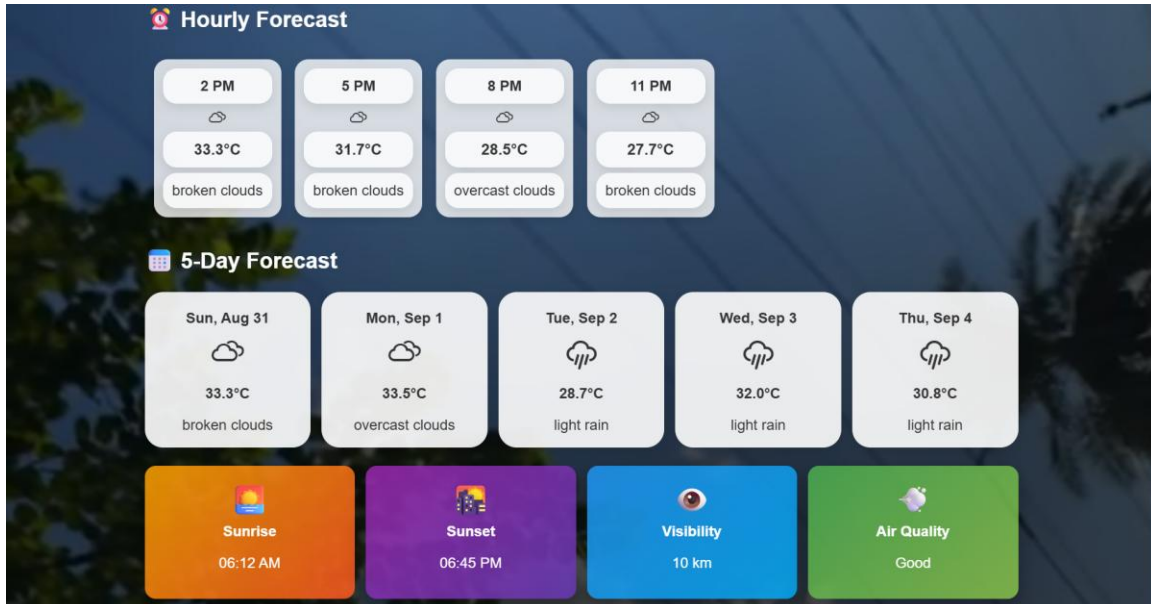 Hourly Forecast
2 PM
33.3°C
broken clouds
5 PM
31.7°C
broken clouds
8 PM
28.5°C
overcast clouds
11 PM
27.7°C
broken clouds
5-Day Forecast
Sun, Aug 31
33.3°C
broken clouds
Mon, Sep 1
33.5°C
overcast clouds
Tue, Sep 2
28.7°C
light rain
Wed, Sep 3
32.0°C
light rain
Thu, Sep 4
30.8°C
light rain
Sunrise
06:12 AM
Sunset
06:45 PM
Visibility
10 km
Air Quality
Good